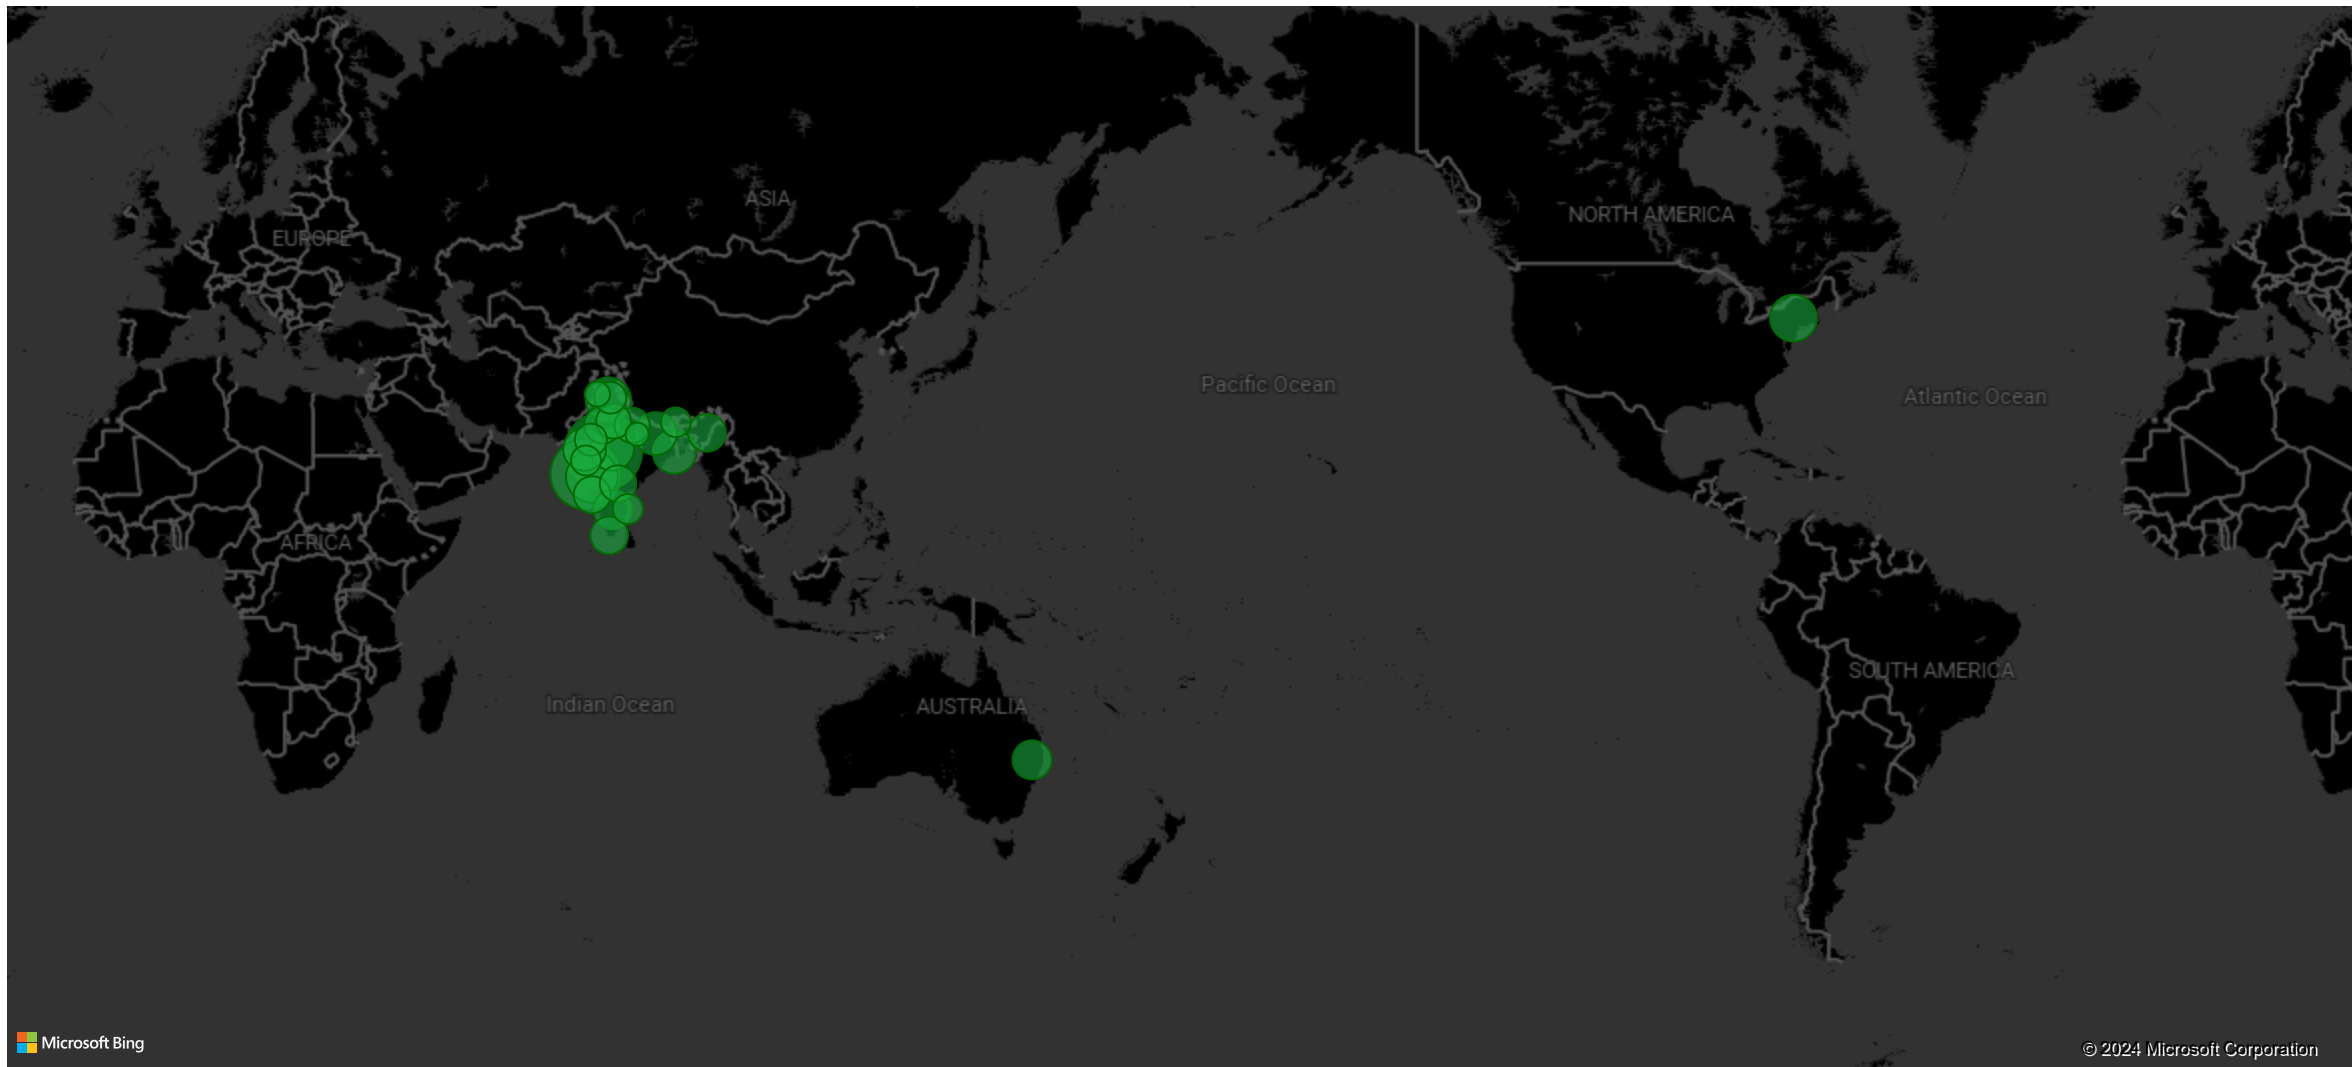 ASIA
NORTH AMERICA
EUROPE
Pacific Ocean
Atlantic Ocean
AFRICA
SOUTH AMERICA
Indian Ocean
AUSTRALIA
Microsoft Bing
© 2024 Microsoft Corporation